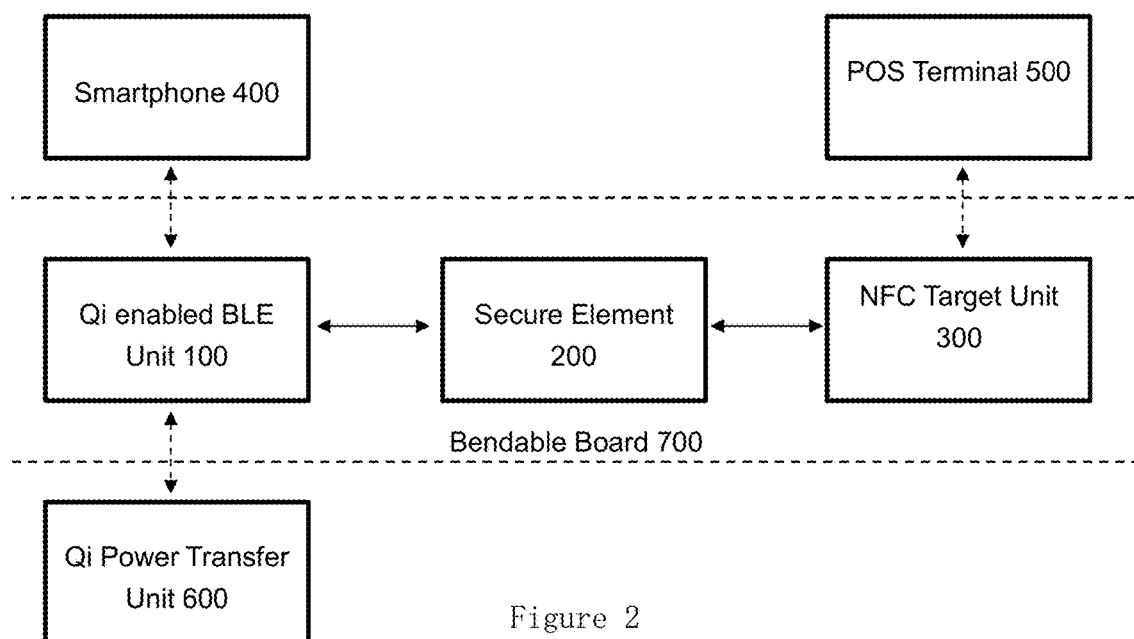 Smartphone 400
POS Terminal 500
Qi enabled BLE
Unit 100
Secure Element
200
NFC Target Unit
300
Bendable Board 700
Qi Power Transfer
Unit 600
Figure 2